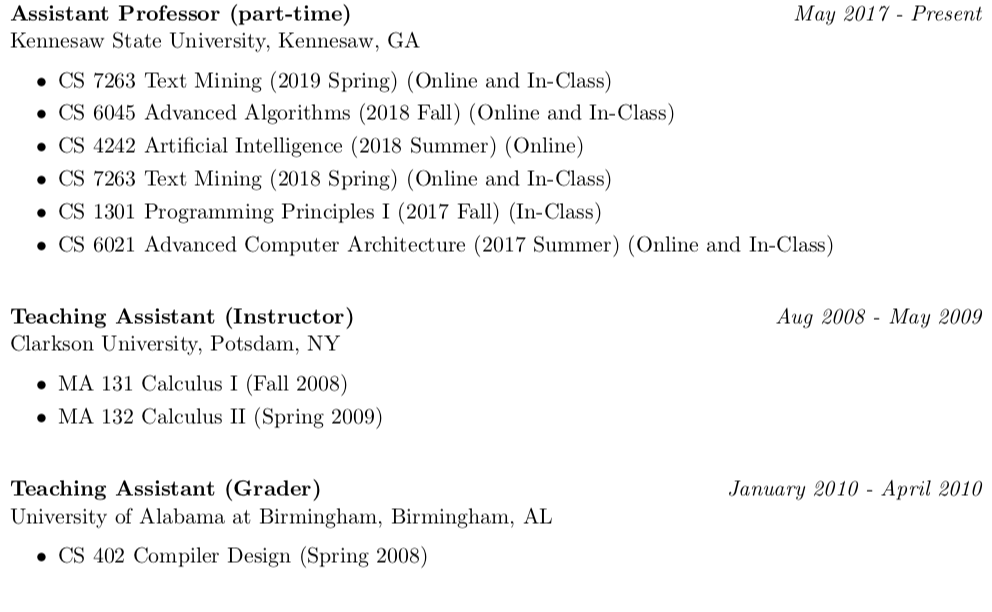 Assistant Professor (part-time) May 2017 - Present
Kennesaw State University, Kennesaw, GA
• CS 7263 Text Mining (2019 Spring) (Online and In-Class)
• CS 6045 Advanced Algorithms (2018 Fall) (Online and In-Class)
• CS 4242 Artificial Intelligence (2018 Summer) (Online)
• CS 7263 Text Mining (2018 Spring) (Online and In-Class)
• CS 1301 Programming Principles I (2017 Fall) (In-Class)
• CS 6021 Advanced Computer Architecture (2017 Summer) (Online and In-Class)
Teaching Assistant (Instructor) Aug 2008 - May 2009
Clarkson University, Potsdam, NY
• MA 131 Calculus I (Fall 2008)
• MA 132 Calculus II (Spring 2009)
Teaching Assistant (Grader) January 2010 - April 2010
University of Alabama at Birmingham, Birmingham, AL
• CS 402 Compiler Design (Spring 2008)